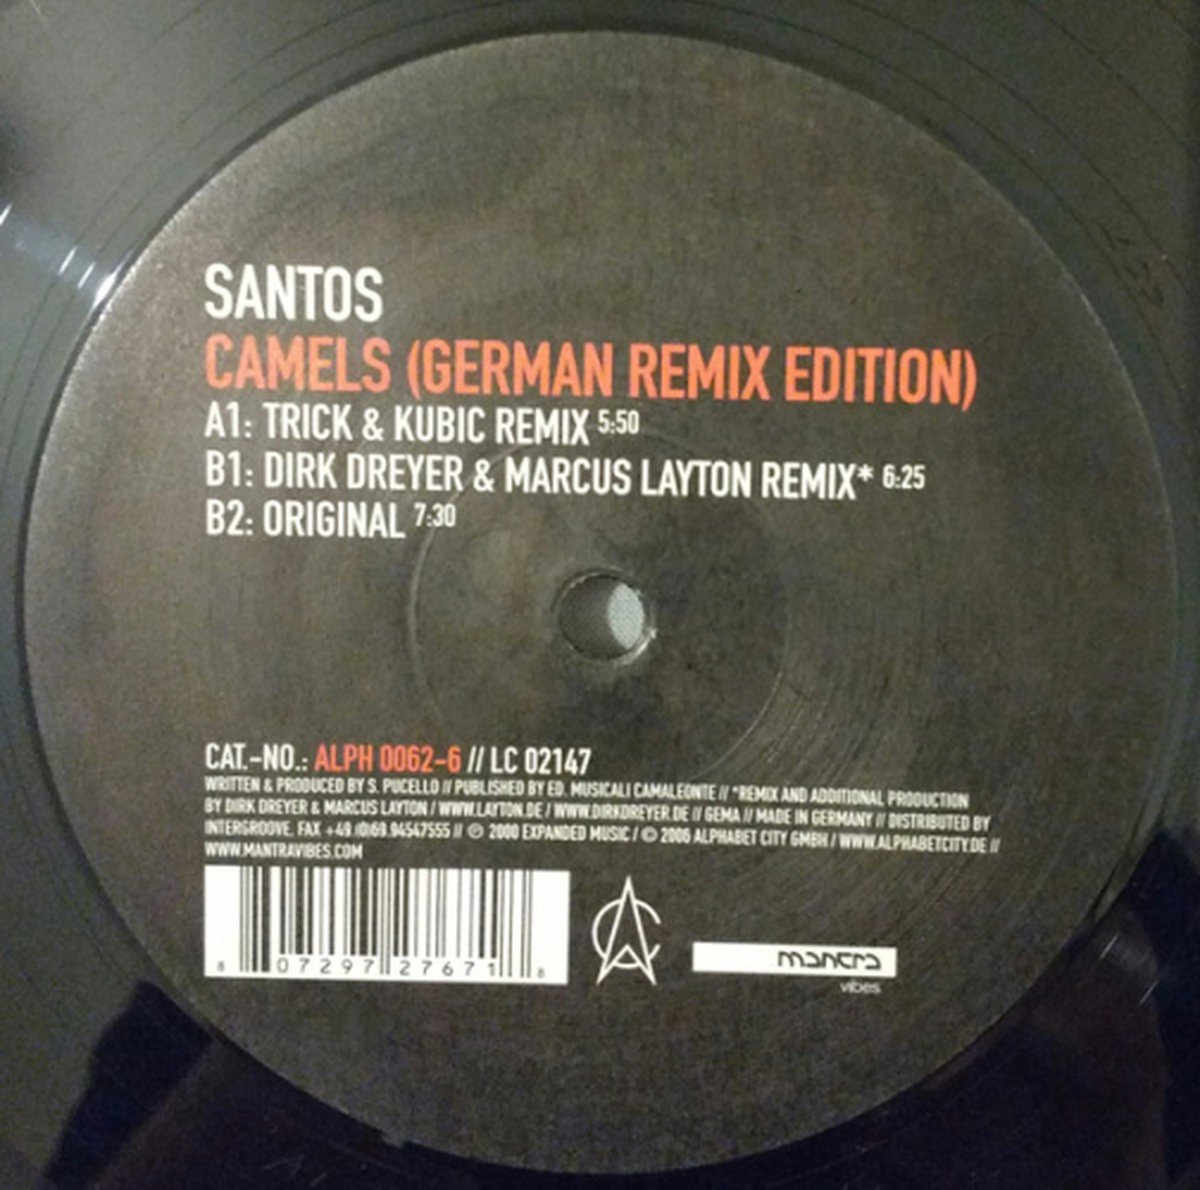 SANTOS
CAMELS (GERMAN REMIX EDITION)
A1: TRICK & KUBIC REMIX 5:50
B1: DIRK DREYER & MARCUS LAYTON REMIX* 6:25
B2: ORIGINAL 7:30
CAT.-NO.: ALPH 0062-6 // LC 02147
WRITTEN & PRODUCED BY S. PUCELLO // PUBLISHED BY ED. MUSICALI CAMALEONTE // *REMIX AND ADDITIONAL PRODUCTION
BY DIRK DREYER & MARCUS LAYTON / WWW.LAYTON.DE / WWW.DIRKDREYER.DE // GEMA // MADE IN GERMANY // DISTRIBUTED BY
INTERGROOVE. FAX +49.(0)69.94547555 // ℗ 2000 EXPANDED MUSIC / © 2006 ALPHABET CITY GMBH / WWW.ALPHABETCITY.DE //
WWW.MANTRAVIBES.COM
8 07297 27671 8
mantra
vibes